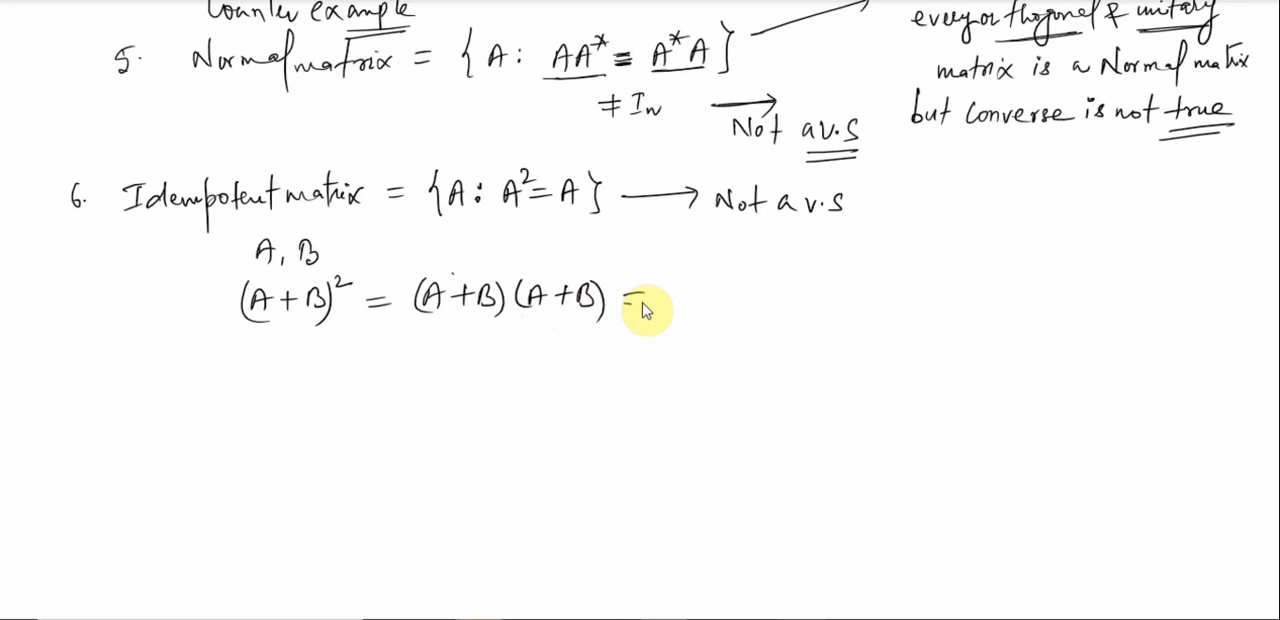 Counter example
5. Normal matrix = { A : AA* = A*A }
≠ In → Not a v.s
every orthogonal & unitary
matrix is a Normal matrix
but Converse is not true
6. Idempotent matrix = { A : A² = A } → Not a v.s
A, B
(A+B)² = (A+B)(A+B) =